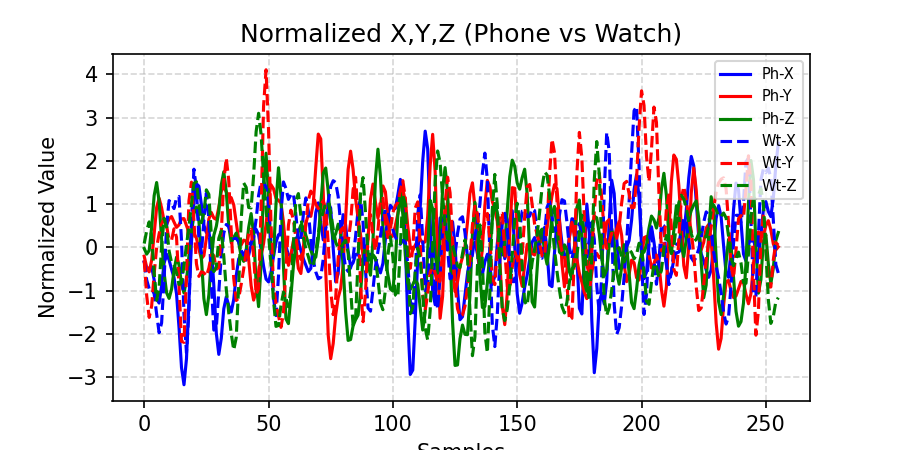 Normalized X,Y,Z (Phone vs Watch)
Normalized Value
4
3
2
1
0
−1
−2
−3
Ph-X
Ph-Y
Ph-Z
Wt-X
Wt-Y
Wt-Z
0 50 100 150 200 250
Samples